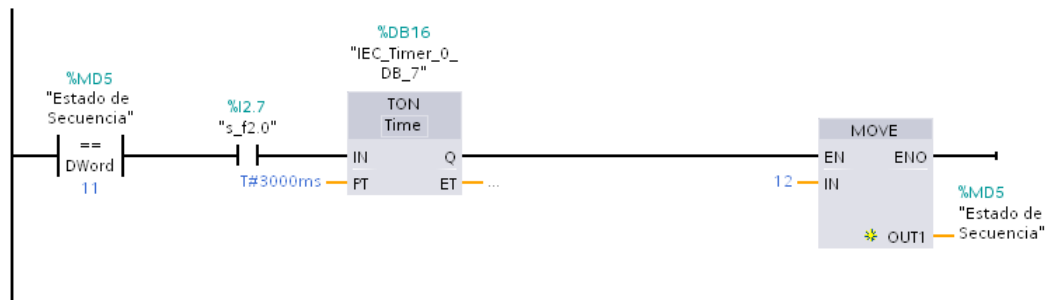 %DB16
"IEC_Timer_0_
DB_7"
%MD5
"Estado de
Secuencia"
==
DWord
11
%I2.7
"s_f2.0"
TON
Time
IN
Q
T#3000ms
PT
ET
...
MOVE
EN
ENO
12
IN
OUT1
%MD5
"Estado de
Secuencia"